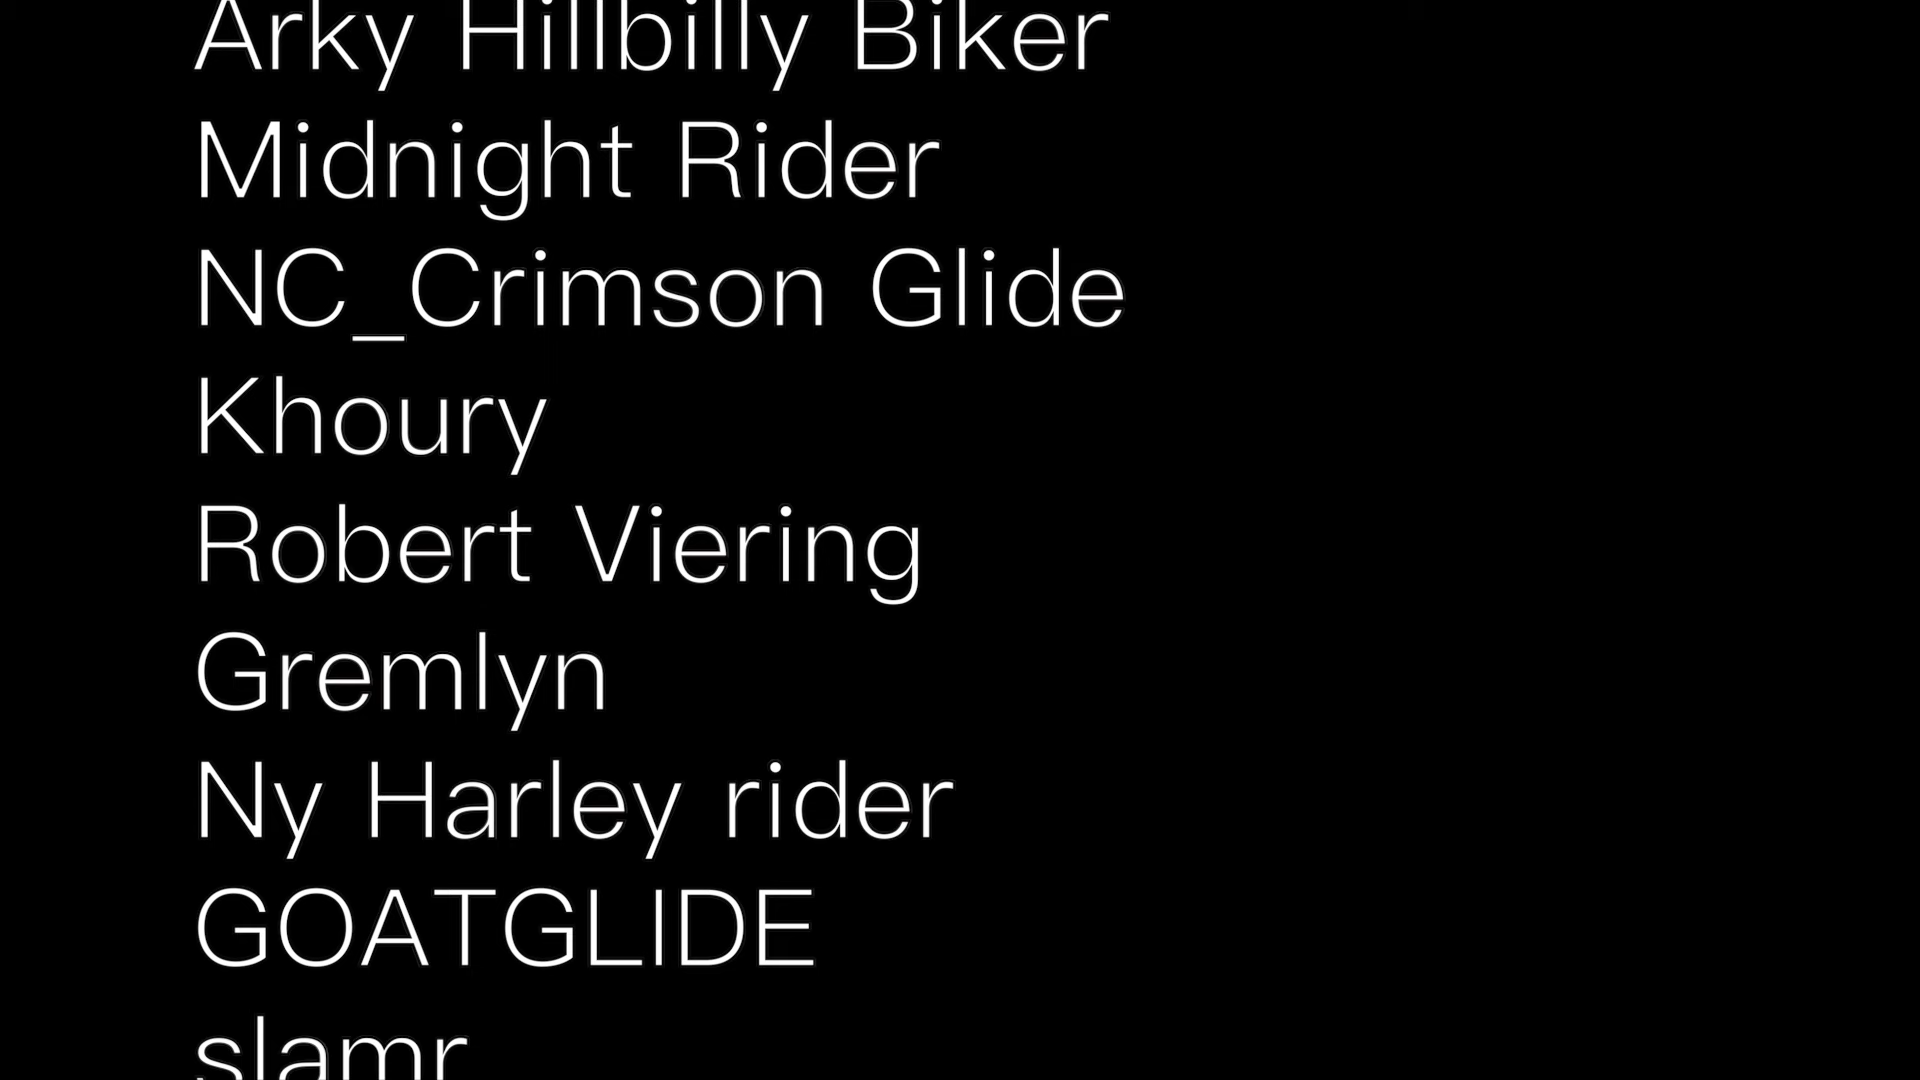 Arky Hillbilly Biker
Midnight Rider
NC_Crimson Glide
Khoury
Robert Viering
Gremlyn
Ny Harley rider
GOATGLIDE
slamr